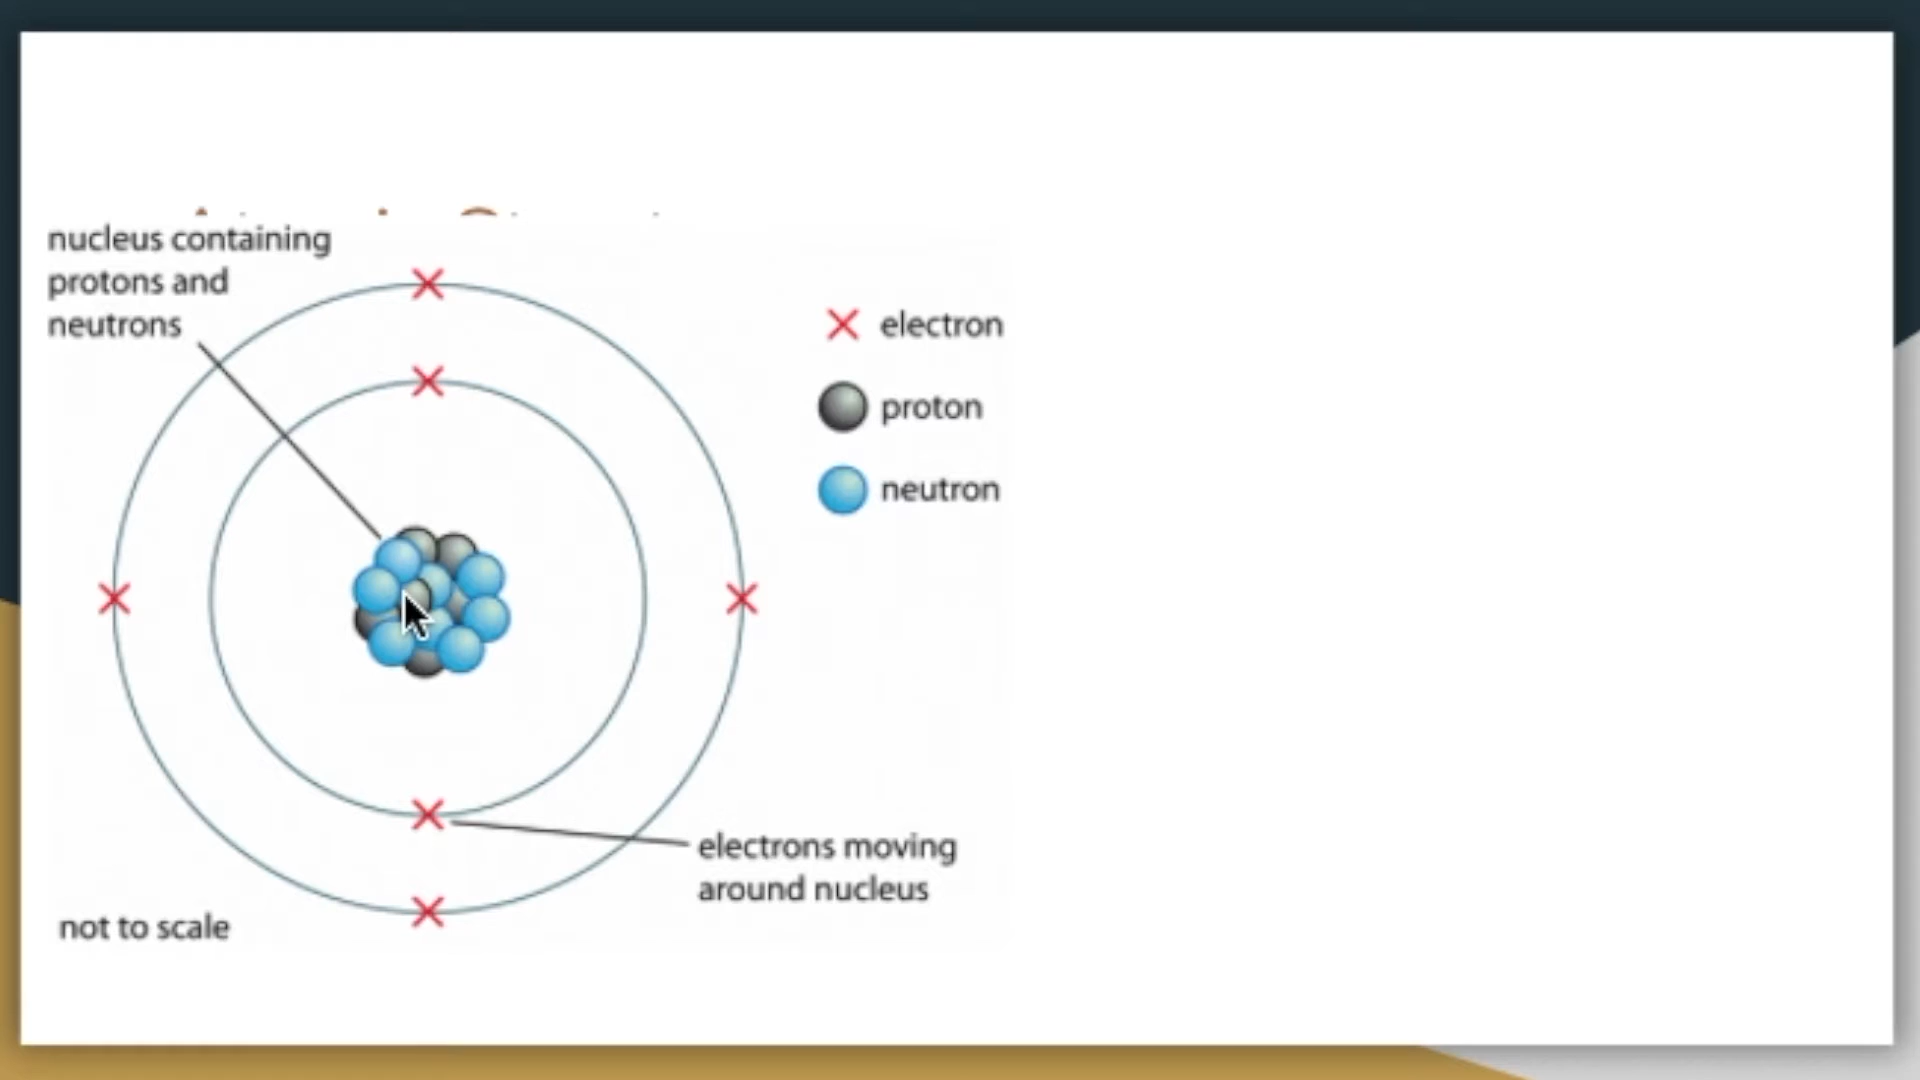 nucleus containing
protons and
neutrons
electron
proton
neutron
electrons moving
around nucleus
not to scale